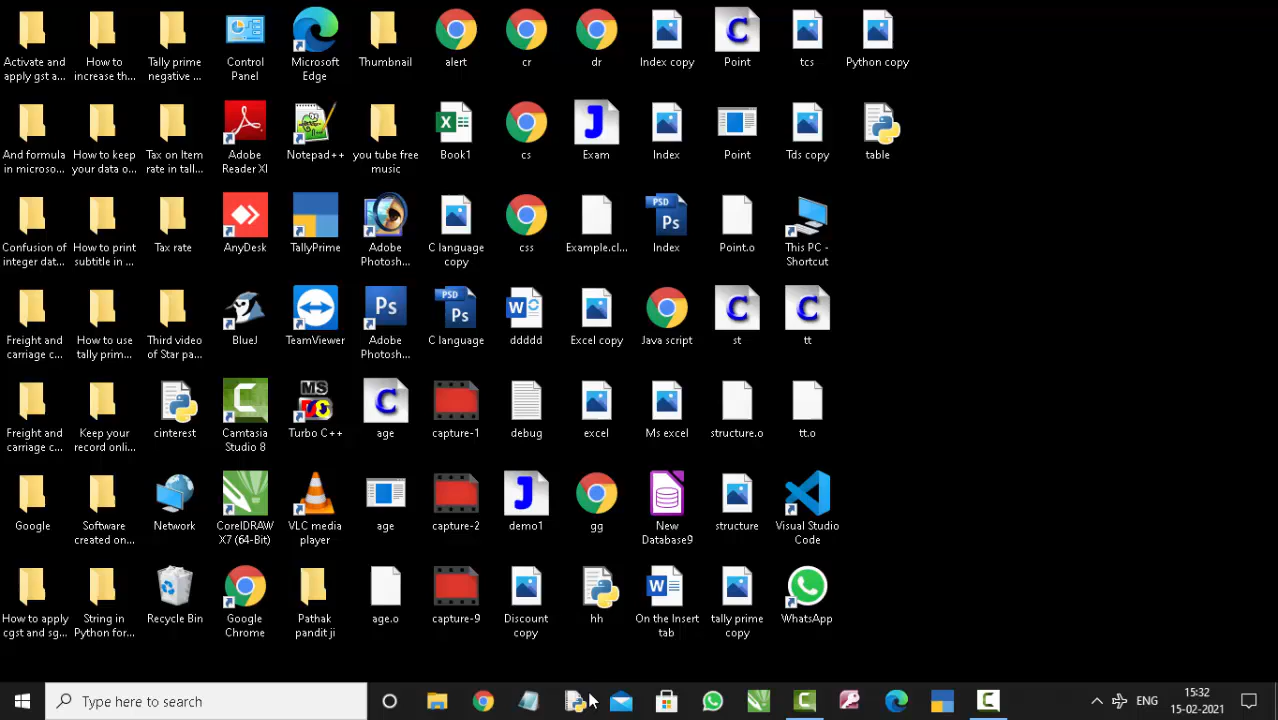 Activate and
apply gst a...
How to
increase th...
Tally prime
negative ...
Control
Panel
Microsoft
Edge
Thumbnail
alert
cr
dr
Index copy
Point
tcs
Python copy
And formula
in microso...
How to keep
your data o...
Tax on Item
rate in tall...
Adobe
Reader XI
Notepad++
you tube free
music
Book1
cs
Exam
Index
Point
Tds copy
table
Confusion of
integer dat...
How to print
subtitle in ...
Tax rate
AnyDesk
TallyPrime
Adobe
Photosh...
C language
copy
css
Example.cl...
PSD
Ps
Index
Point.o
This PC -
Shortcut
Freight and
carriage c...
How to use
tally prim...
Third video
of Star pa...
BlueJ
TeamViewer
Ps
Adobe
Photosh...
PSD
Ps
C language
ddddd
Excel copy
Java script
st
tt
Freight and
carriage c...
Keep your
record onli...
cinterest
Camtasia
Studio 8
MS
Turbo C++
age
capture-1
debug
excel
Ms excel
structure.o
tt.o
Google
Software
created on...
Network
CorelDRAW
X7 (64-Bit)
VLC media
player
age
capture-2
demo1
gg
New
Database9
structure
Visual Studio
Code
How to apply
cgst and sg...
String in
Python for...
Recycle Bin
Google
Chrome
Pathak
pandit ji
age.o
capture-9
Discount
copy
hh
On the Insert
tab
tally prime
copy
WhatsApp
Type here to search
ENG
15:32
15-02-2021